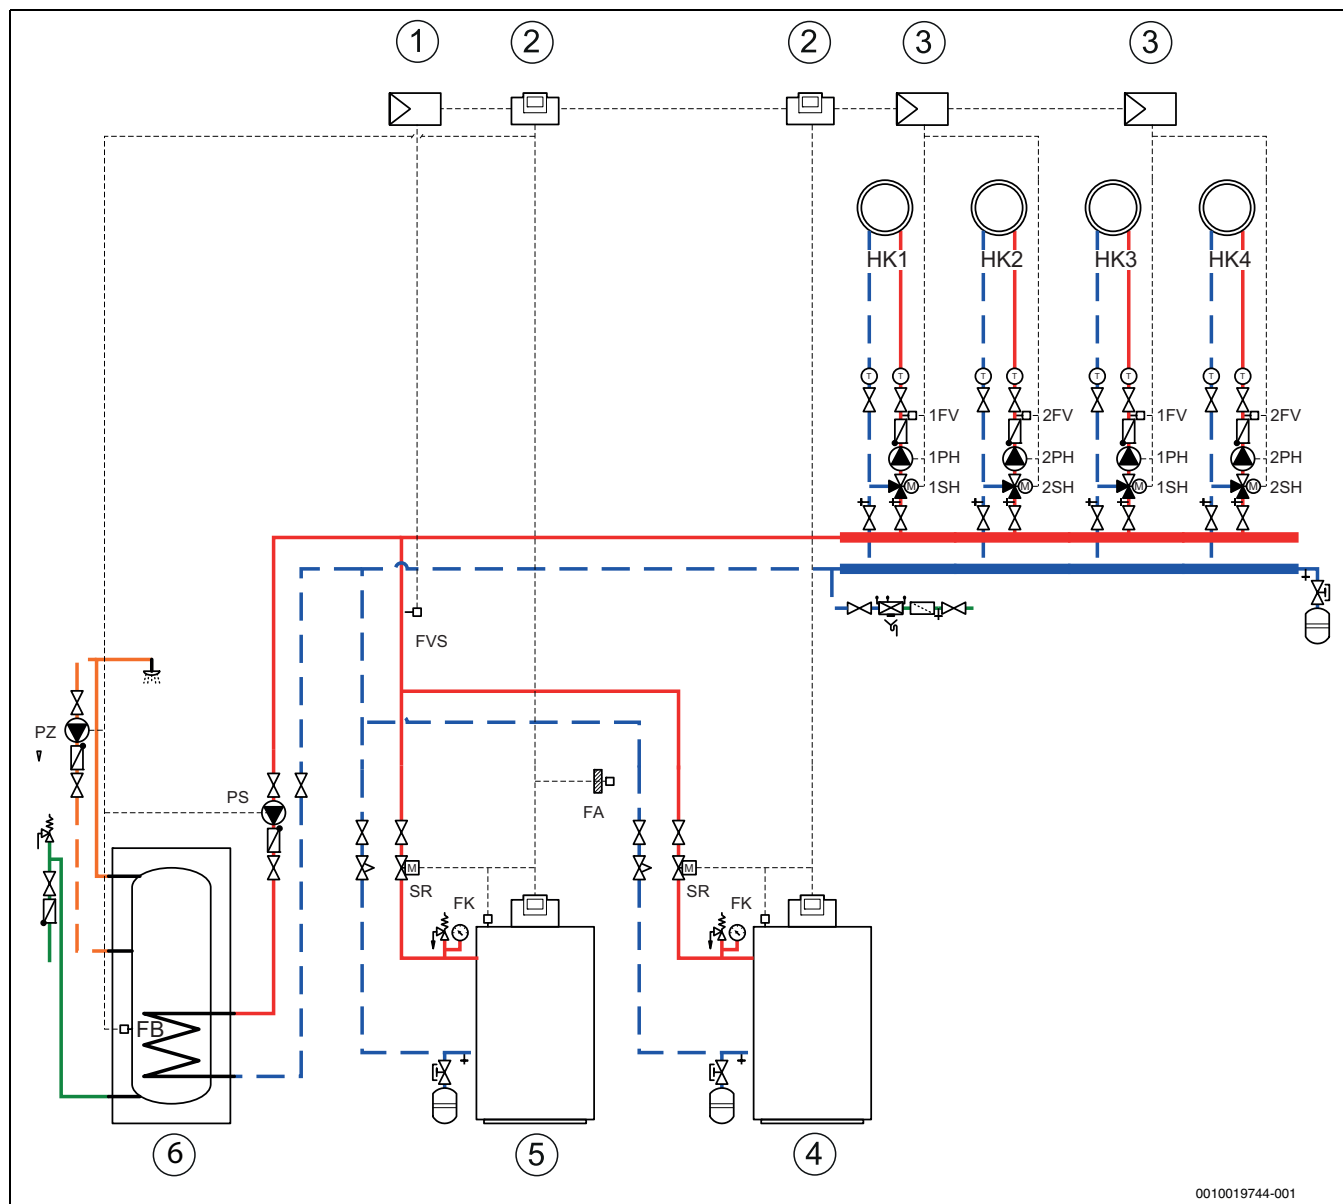 1 2 2 3 3
HK1 HK2 HK3 HK4
T T T T T T T T
1FV 2FV 1FV 2FV
1PH 2PH 1PH 2PH
M 1SH M 2SH M 1SH M 2SH
FVS
PZ
PS
FA
M M
SR SR
FK FK
FB
6 5 4
0010019744-001